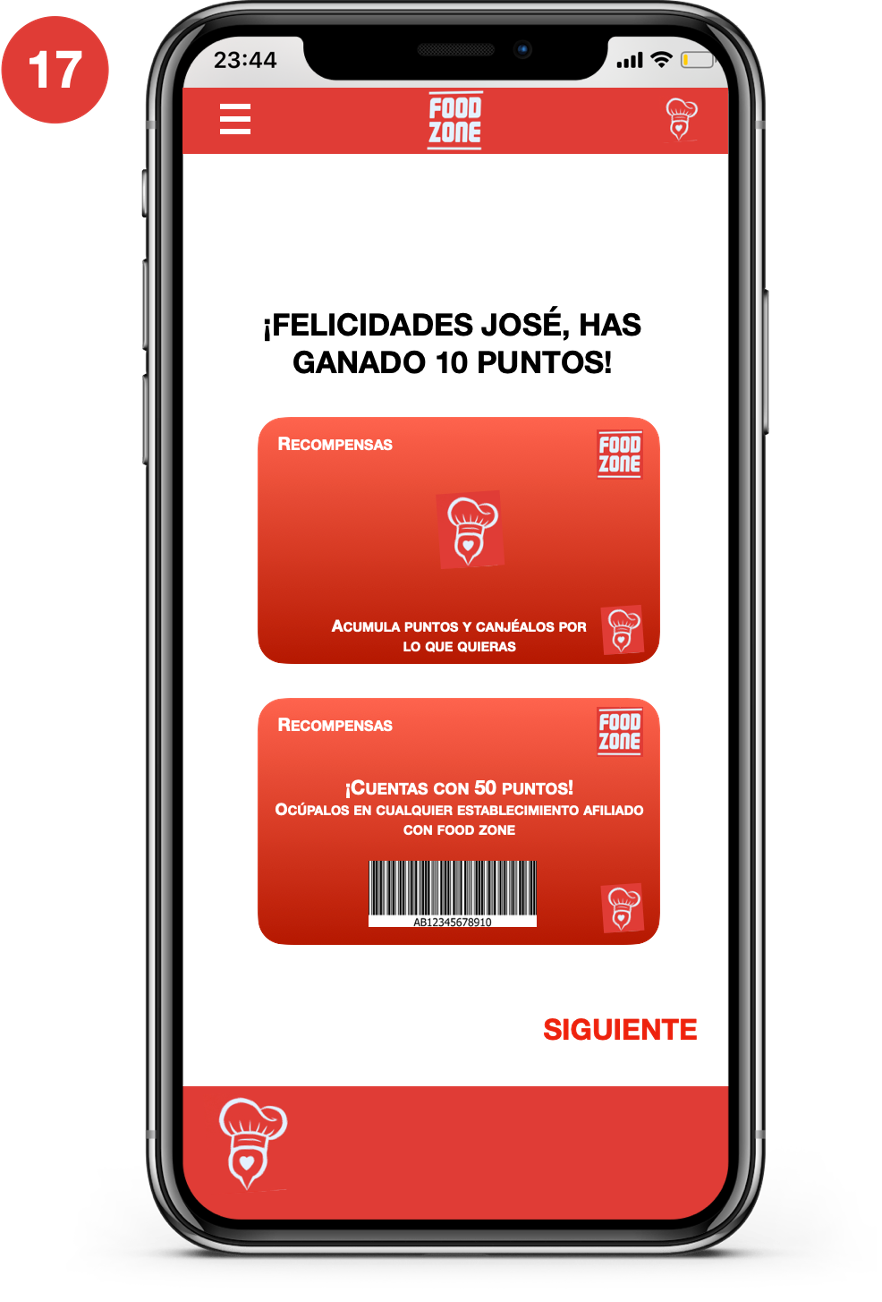 17
23:44
FOOD
ZONE
¡FELICIDADES JOSÉ, HAS
GANADO 10 PUNTOS!
RECOMPENSAS
FOOD
ZONE
ACUMULA PUNTOS Y CANJÉALOS POR
LO QUE QUIERAS
RECOMPENSAS
FOOD
ZONE
¡CUENTAS CON 50 PUNTOS!
OCÚPALOS EN CUALQUIER ESTABLECIMIENTO AFILIADO
CON FOOD ZONE
AB12345678910
SIGUIENTE